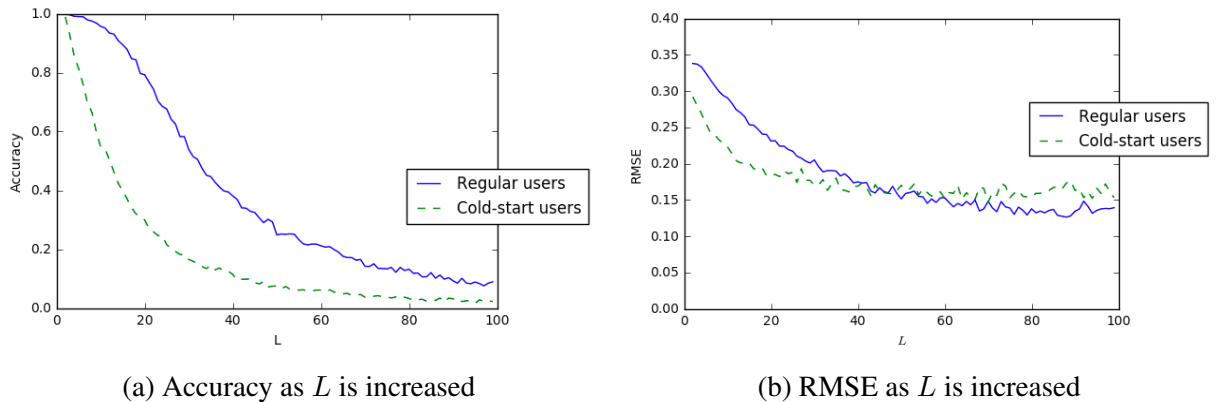 1.0
0.8
0.6
0.4
0.2
0.0
Accuracy
0
20
40
60
80
100
L
Regular users
Cold-start users
(a) Accuracy as L is increased
0.40
0.35
0.30
0.25
0.20
0.15
0.10
0.05
0.00
RMSE
0
20
40
60
80
100
L
Regular users
Cold-start users
(b) RMSE as L is increased